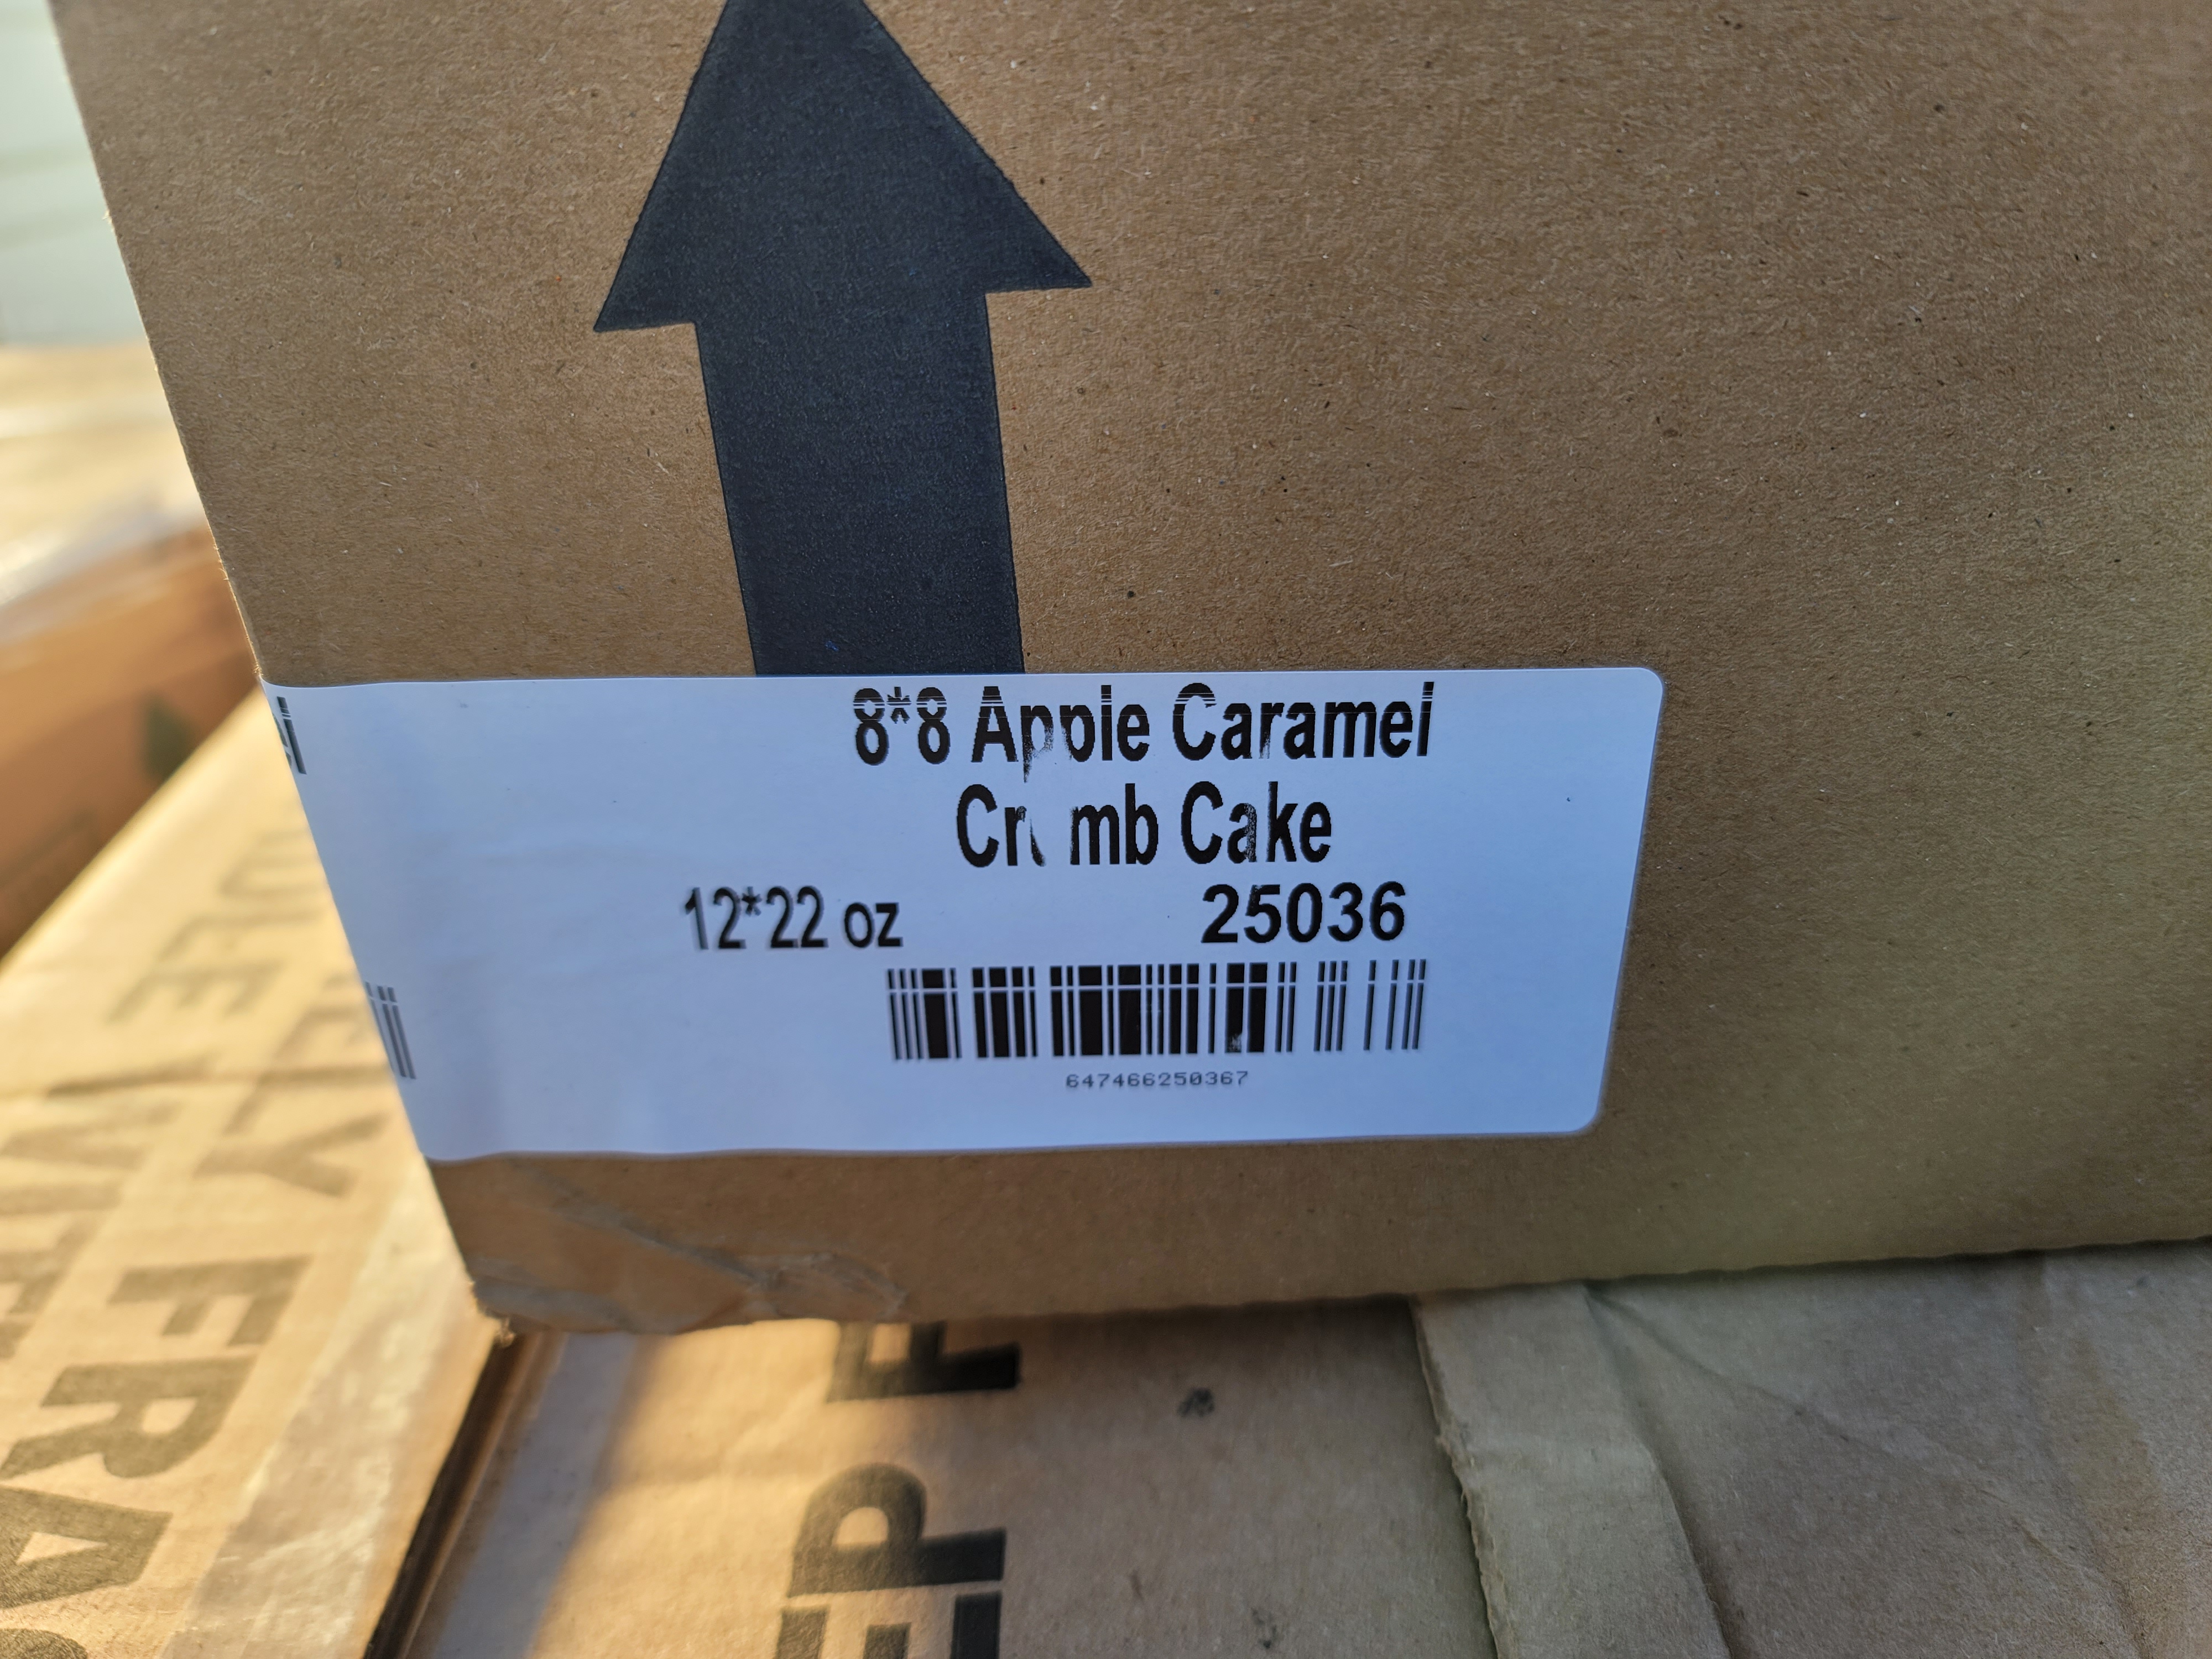 8*8 Apple Caramel
Crumb Cake
12*22 oz 25036
647466250367